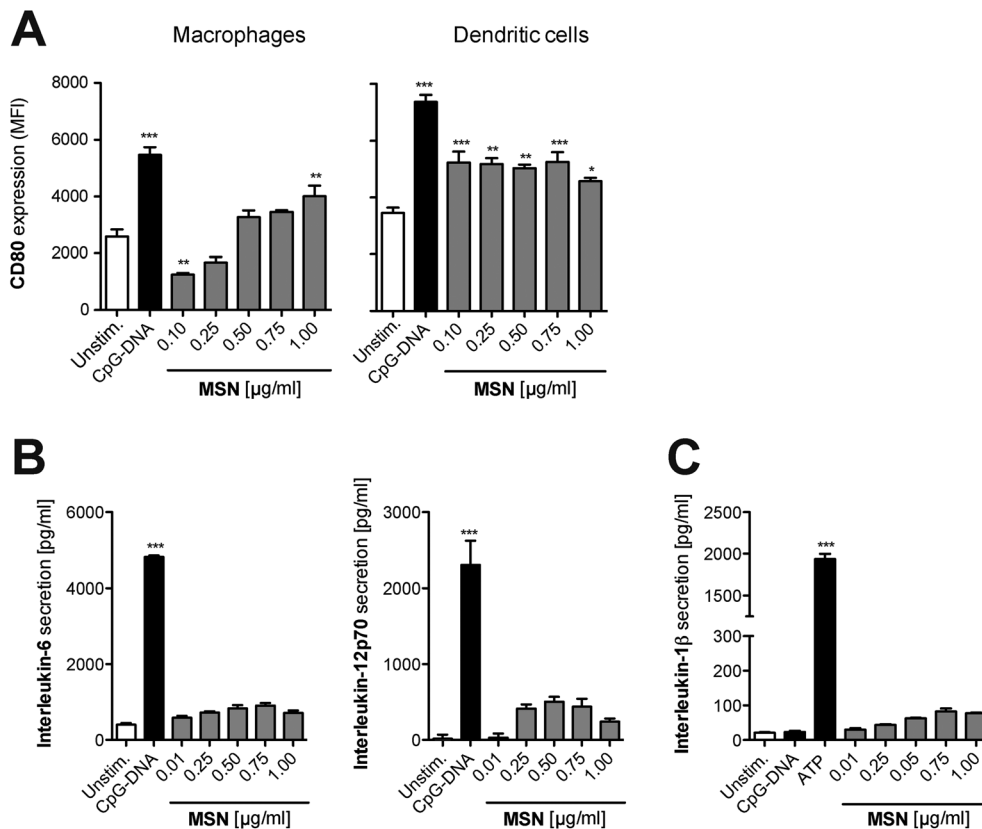 A
Macrophages
Dendritic cells
CD80 expression (MFI)
8000
6000
4000
2000
0
***
**
**
***
***
**
**
***
*
Unstim.
CpG-DNA
0.10
0.25
0.50
0.75
1.00
MSN [µg/ml]
Unstim.
CpG-DNA
0.10
0.25
0.50
0.75
1.00
MSN [µg/ml]
B
Interleukin-6 secretion [pg/ml]
6000
4000
2000
0
***
Unstim.
CpG-DNA
0.01
0.25
0.50
0.75
1.00
MSN [µg/ml]
Interleukin-12p70 secretion [pg/ml]
3000
2000
1000
0
***
Unstim.
CpG-DNA
0.01
0.25
0.50
0.75
1.00
MSN [µg/ml]
C
Interleukin-1β secretion [pg/ml]
2500
2000
1500
1000
300
200
100
0
***
Unstim.
CpG-DNA
ATP
0.01
0.25
0.05
0.75
1.00
MSN [µg/ml]